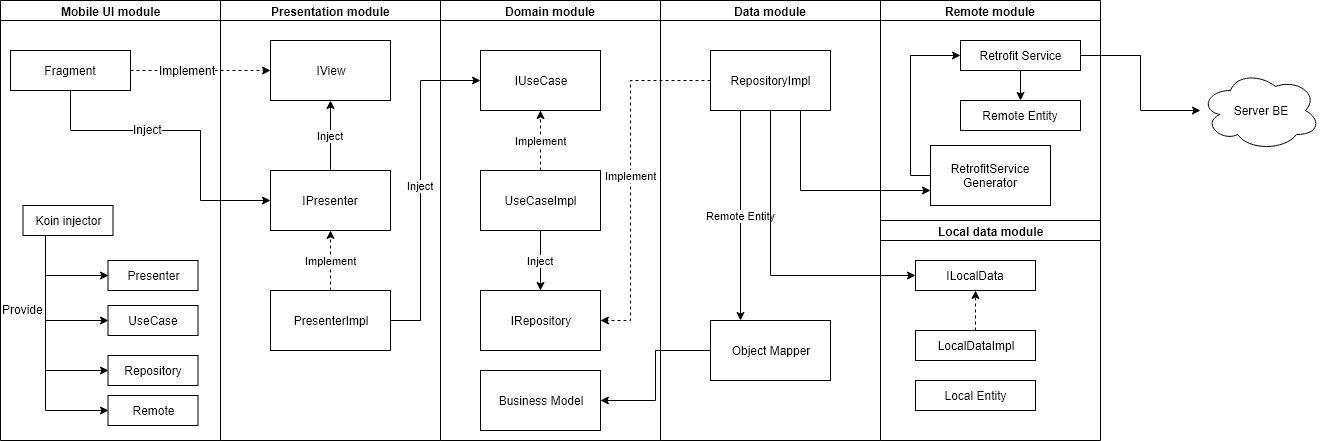 Mobile UI module
Presentation module
Domain module
Data module
Remote module
Fragment
Implement
IView
IUseCase
RepositoryImpl
Retrofit Service
Remote Entity
Server BE
Inject
Inject
Implement
RetrofitService
Generator
IPresenter
Inject
UseCaseImpl
Implement
Koin injector
Remote Entity
Local data module
Implement
Inject
Presenter
ILocalData
Provide
UseCase
PresenterImpl
IRepository
Object Mapper
LocalDataImpl
Repository
Remote
Business Model
Local Entity